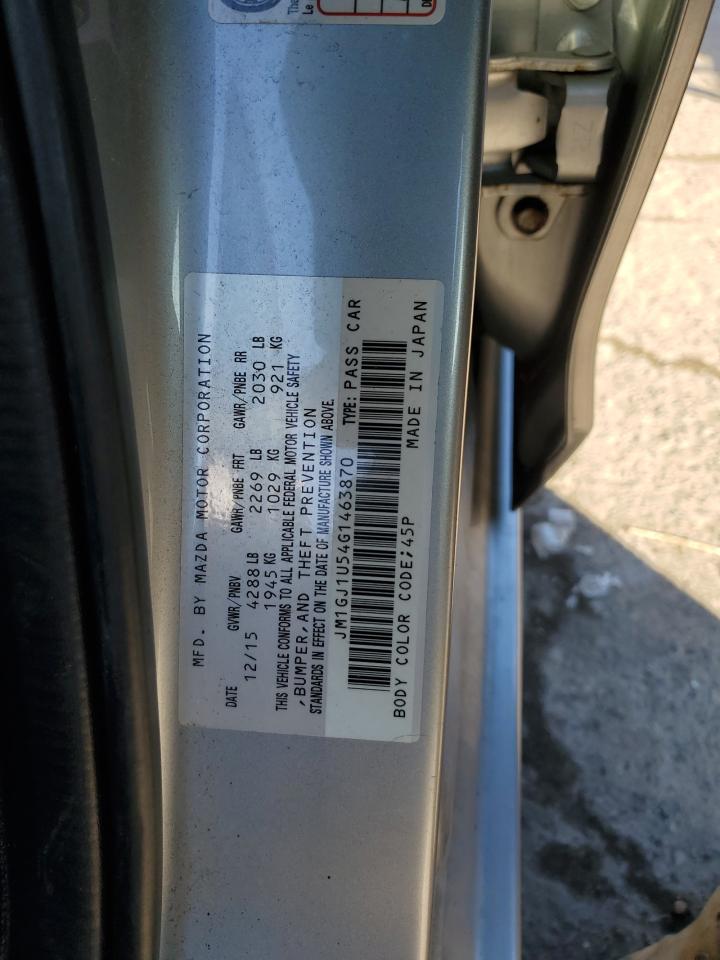 Tha
Le
MFD. BY MAZDA MOTOR CORPORATION
DATE GVWR/PNBV GAWR/PNBE FRT GAWR/PNBE RR
12/15 4288 LB 2269 LB 2030 LB
1945 KG 1029 KG 921 KG
THIS VEHICLE CONFORMS TO ALL APPLICABLE FEDERAL MOTOR VEHICLE SAFETY
,BUMPER, AND THEFT PREVENTION
STANDARDS IN EFFECT ON THE DATE OF MANUFACTURE SHOWN ABOVE.
JM1GJ1U54G1463870 TYPE: PASS CAR
BODY COLOR CODE;45P MADE IN JAPAN